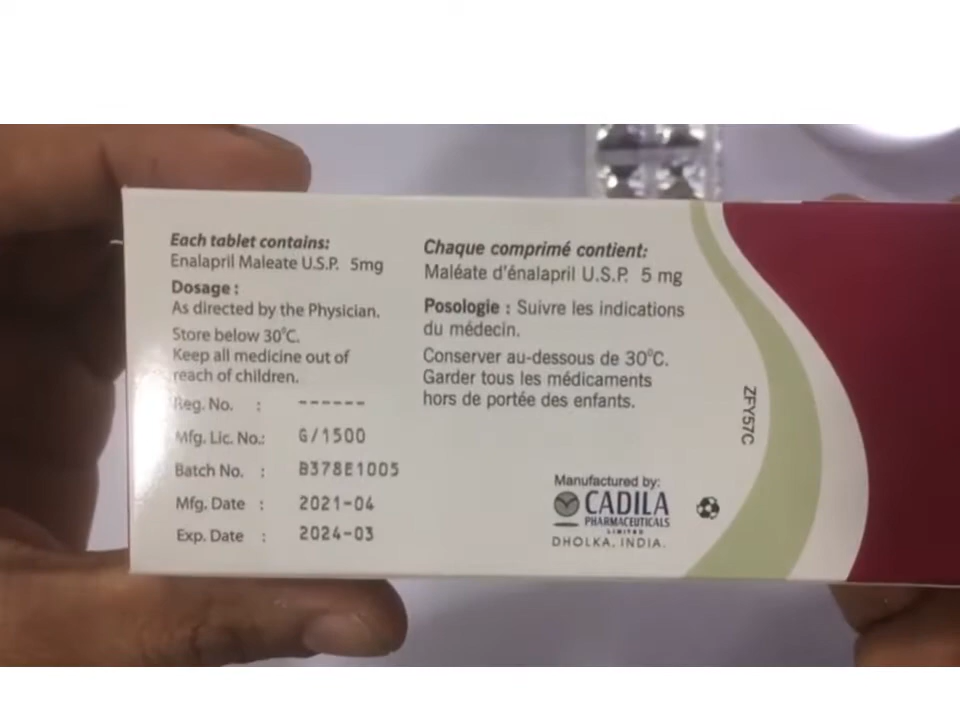 Each tablet contains:
Enalapril Maleate U.S.P. 5mg
Dosage :
As directed by the Physician.
Store below 30°C.
Keep all medicine out of
reach of children.
Reg. No. : ------
Mfg. Lic. No.: G/1500
Batch No. : B378E1005
Mfg. Date : 2021-04
Exp. Date : 2024-03
Chaque comprimé contient:
Maléate d'énalapril U.S.P. 5 mg
Posologie : Suivre les indications
du médecin.
Conserver au-dessous de 30°C.
Garder tous les médicaments
hors de portée des enfants.
Manufactured by:
CADILA
PHARMACEUTICALS
LIMITED
DHOLKA. INDIA.
ZFY57C